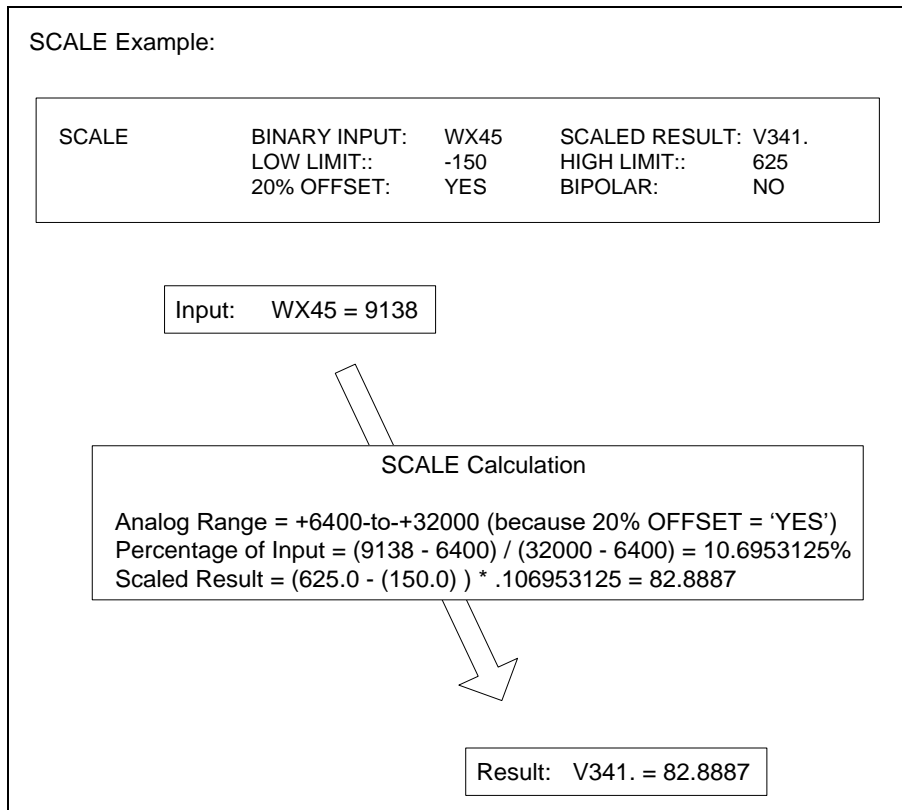 SCALE Example:
SCALE BINARY INPUT: WX45 SCALED RESULT: V341.
LOW LIMIT:: -150 HIGH LIMIT:: 625
20% OFFSET: YES BIPOLAR: NO
Input: WX45 = 9138
SCALE Calculation
Analog Range = +6400-to-+32000 (because 20% OFFSET = ‘YES’)
Percentage of Input = (9138 - 6400) / (32000 - 6400) = 10.6953125%
Scaled Result = (625.0 - (150.0) ) * .106953125 = 82.8887
Result: V341. = 82.8887